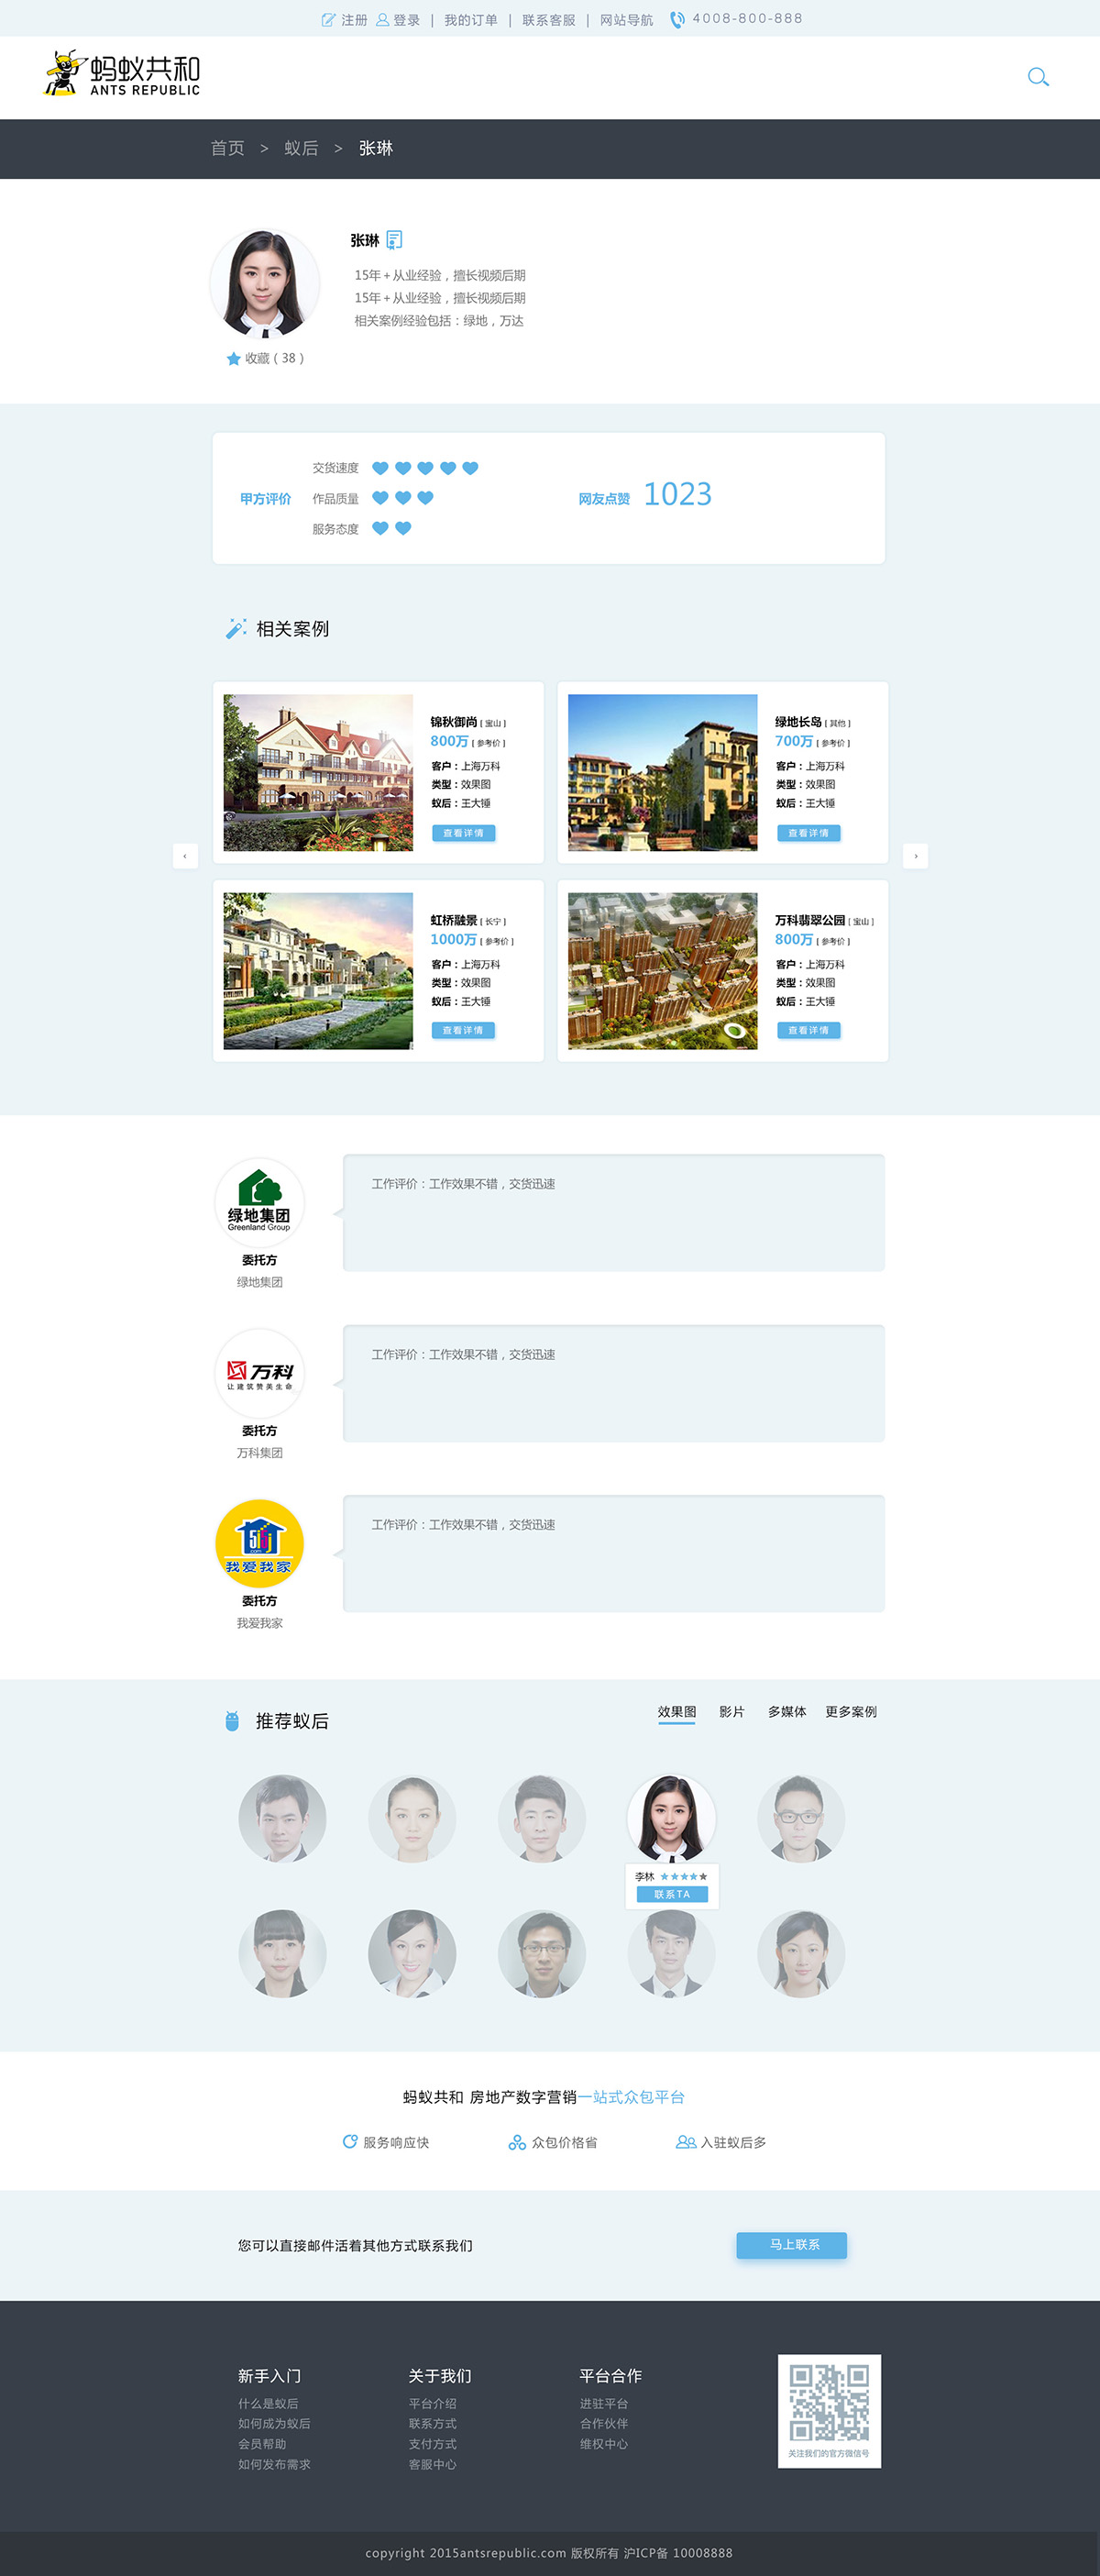 注册 登录 | 我的订单 | 联系客服 | 网站导航 4008-800-888
蚂蚁共和
ANTS REPUBLIC
首页 > 蚁后 > 张琳
张琳
15年+从业经验，擅长视频后期
15年+从业经验，擅长视频后期
相关案例经验包括：绿地，万达
收藏（38）
甲方评价
交货速度
作品质量
服务态度
网友点赞 1023
相关案例
锦秋御尚 [ 宝山 ]
800万 [ 参考价 ]
客户：上海万科
类型：效果图
蚁后：王大锤
查看详情
绿地长岛 [ 其他 ]
700万 [ 参考价 ]
客户：上海万科
类型：效果图
蚁后：王大锤
查看详情
‹
›
虹桥融景 [ 长宁 ]
1000万 [ 参考价 ]
客户：上海万科
类型：效果图
蚁后：王大锤
查看详情
万科翡翠公园 [ 宝山 ]
800万 [ 参考价 ]
客户：上海万科
类型：效果图
蚁后：王大锤
查看详情
绿地集团
Greenland Group
委托方
绿地集团
工作评价：工作效果不错，交货迅速
万科
让建筑赞美生命
委托方
万科集团
工作评价：工作效果不错，交货迅速
5i5j
.com
我爱我家
委托方
我爱我家
工作评价：工作效果不错，交货迅速
推荐蚁后
效果图 影片 多媒体 更多案例
李林
联系TA
蚂蚁共和 房地产数字营销一站式众包平台
服务响应快 众包价格省 入驻蚁后多
您可以直接邮件活着其他方式联系我们
马上联系
新手入门
什么是蚁后
如何成为蚁后
会员帮助
如何发布需求
关于我们
平台介绍
联系方式
支付方式
客服中心
平台合作
进驻平台
合作伙伴
维权中心
关注我们的官方微信号
copyright 2015antsrepublic.com 版权所有 沪ICP备 10008888